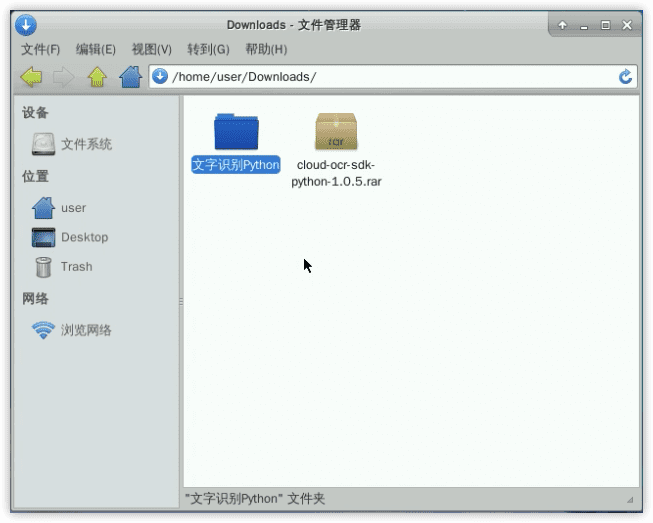 Downloads - 文件管理器
文件(F) 编辑(E) 视图(V) 转到(G) 帮助(H)
/home/user/Downloads/
设备
文件系统
位置
user
Desktop
Trash
网络
浏览网络
文字识别Python
rar
cloud-ocr-sdk-
python-1.0.5.rar
"文字识别Python" 文件夹